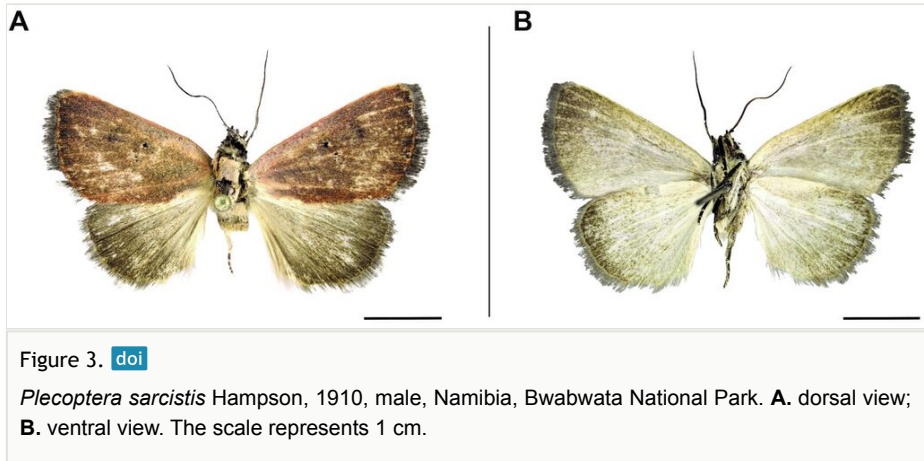 A
B
Figure 3. doi
Plecoptera sarcistis Hampson, 1910, male, Namibia, Bwabwata National Park. A. dorsal view;
B. ventral view. The scale represents 1 cm.